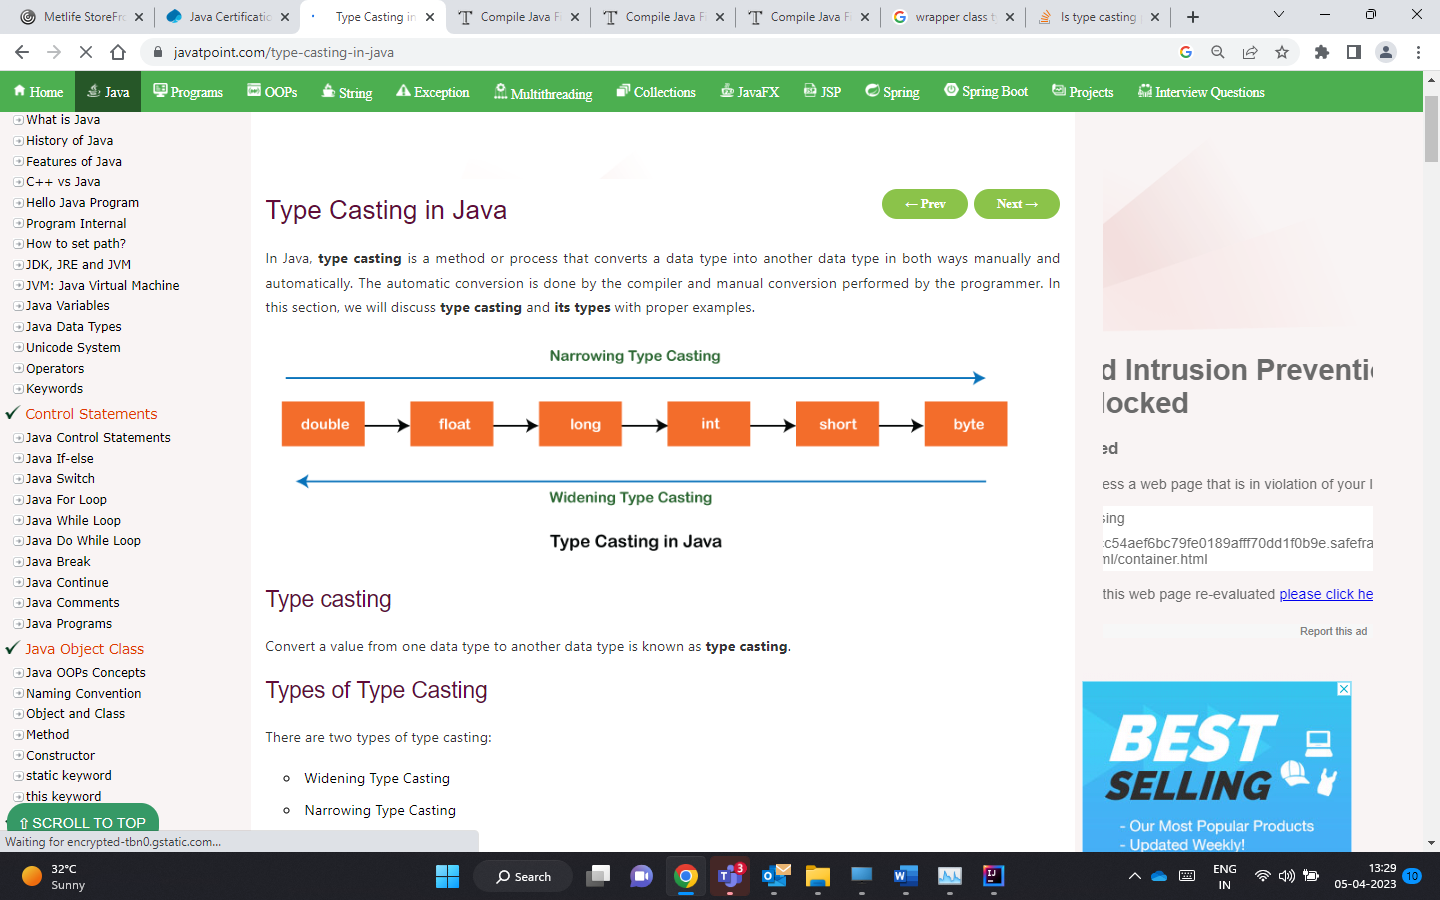 Metlife StoreFro
Java Certificatio
Type Casting in
Compile Java Fi
Compile Java Fi
Compile Java Fi
wrapper class t
Is type casting
javatpoint.com/type-casting-in-java
Home
Java
Programs
OOPs
String
Exception
Multithreading
Collections
JavaFX
JSP
Spring
Spring Boot
Projects
Interview Questions
What is Java
History of Java
Features of Java
C++ vs Java
Hello Java Program
Program Internal
How to set path?
JDK, JRE and JVM
JVM: Java Virtual Machine
Java Variables
Java Data Types
Unicode System
Operators
Keywords
Control Statements
Java Control Statements
Java If-else
Java Switch
Java For Loop
Java While Loop
Java Do While Loop
Java Break
Java Continue
Java Comments
Java Programs
Java Object Class
Java OOPs Concepts
Naming Convention
Object and Class
Method
Constructor
static keyword
this keyword
⇧ SCROLL TO TOP
Waiting for encrypted-tbn0.gstatic.com...
Type Casting in Java
← Prev
Next →
In Java, type casting is a method or process that converts a data type into another data type in both ways manually and
automatically. The automatic conversion is done by the compiler and manual conversion performed by the programmer. In
this section, we will discuss type casting and its types with proper examples.
Narrowing Type Casting
double
float
long
int
short
byte
Widening Type Casting
Type Casting in Java
Type casting
Convert a value from one data type to another data type is known as type casting.
Types of Type Casting
There are two types of type casting:
Widening Type Casting
Narrowing Type Casting
d Intrusion Preventi
locked
ed
ess a web page that is in violation of your I
sing
cc54aef6bc79fe0189afff70dd1f0b9e.safefra
ml/container.html
this web page re-evaluated please click he
Report this ad
BEST
SELLING
- Our Most Popular Products
- Updated Weekly!
32°C
Sunny
Search
3
ENG
IN
13:29
05-04-2023
10